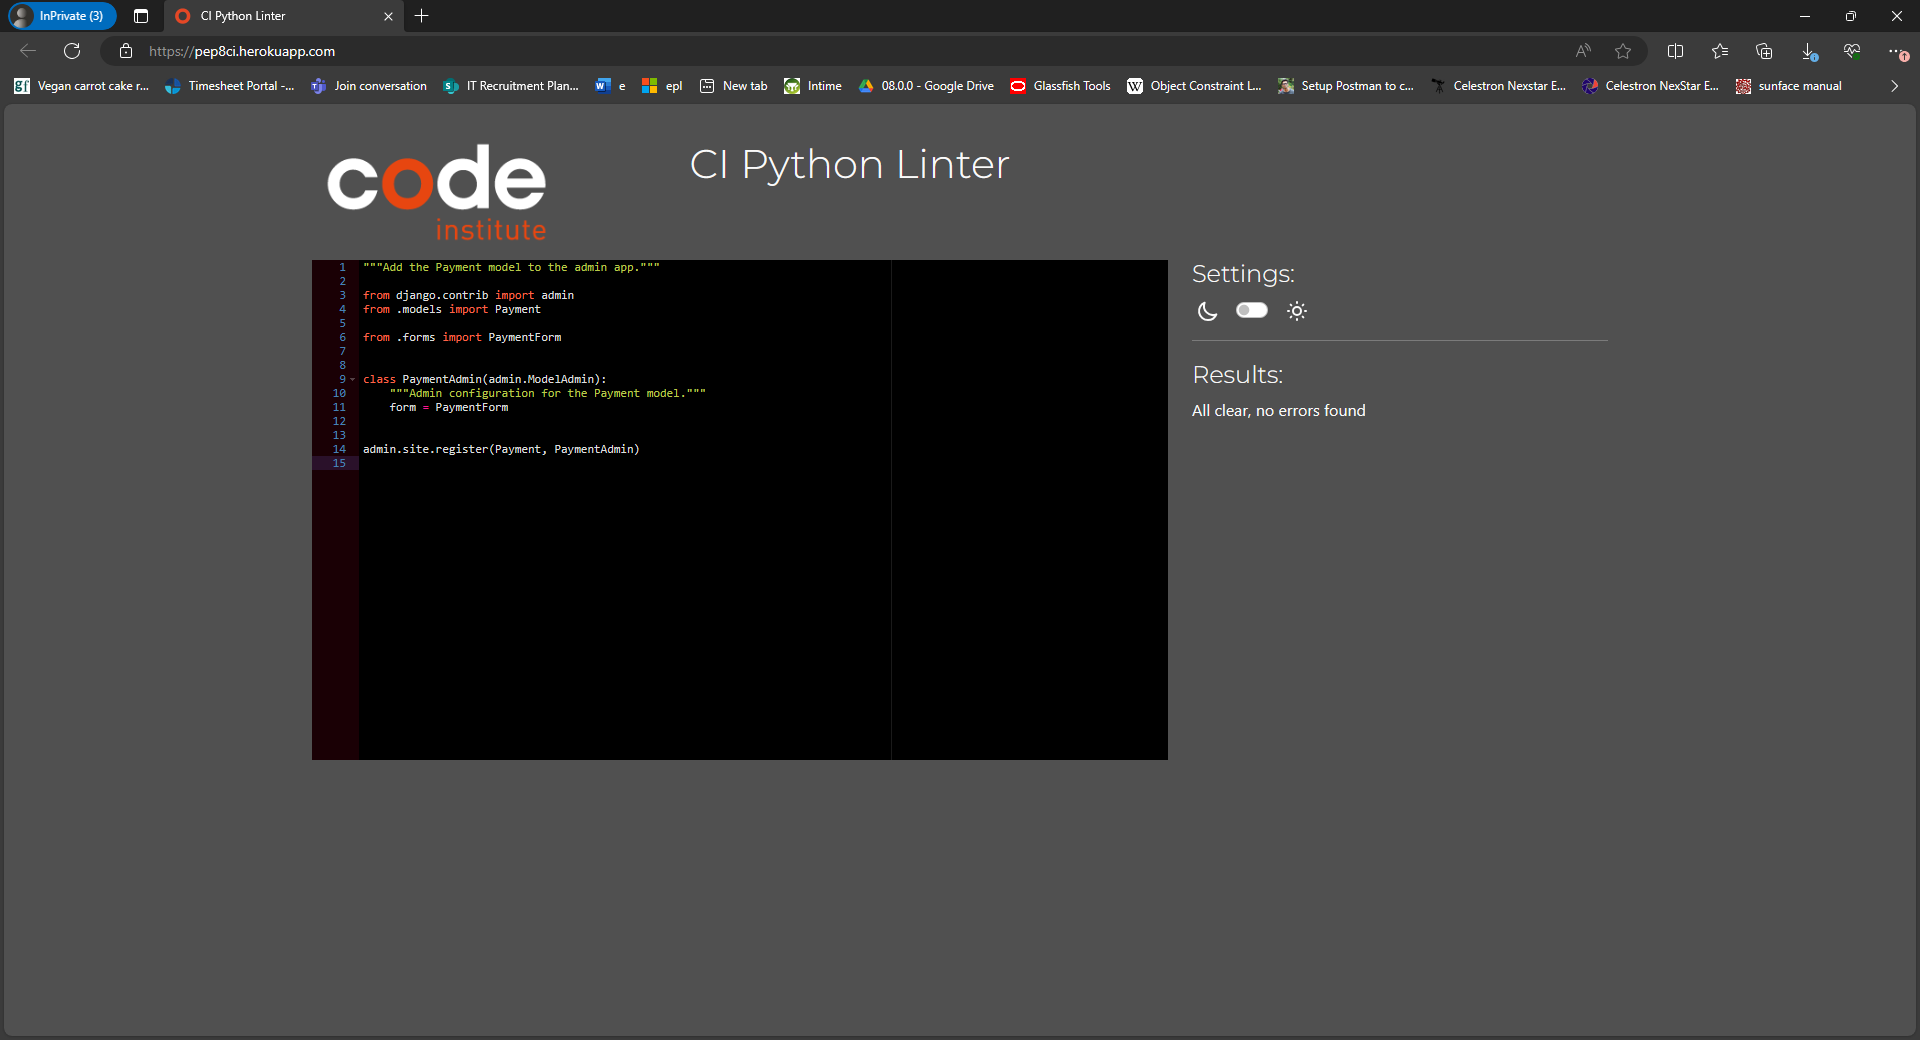 InPrivate (3)
CI Python Linter
https://pep8ci.herokuapp.com
Vegan carrot cake r...
Timesheet Portal -...
Join conversation
IT Recruitment Plan...
e
epl
New tab
Intime
08.0.0 - Google Drive
Glassfish Tools
Object Constraint L...
Setup Postman to c...
Celestron Nexstar E...
Celestron NexStar E...
sunface manual
code
institute
CI Python Linter
1 """Add the Payment model to the admin app."""
2
3 from django.contrib import admin
4 from .models import Payment
5
6 from .forms import PaymentForm
7
8
9 class PaymentAdmin(admin.ModelAdmin):
10 """Admin configuration for the Payment model."""
11 form = PaymentForm
12
13
14 admin.site.register(Payment, PaymentAdmin)
15
Settings:
Results:
All clear, no errors found